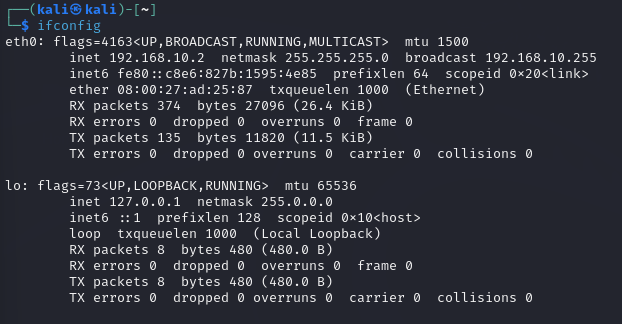 ┌──(kali㉿kali)-[~]
└─$ ifconfig
eth0: flags=4163<UP,BROADCAST,RUNNING,MULTICAST>  mtu 1500
        inet 192.168.10.2  netmask 255.255.255.0  broadcast 192.168.10.255
        inet6 fe80::c8e6:827b:1595:4e85  prefixlen 64  scopeid 0×20<link>
        ether 08:00:27:ad:25:87  txqueuelen 1000  (Ethernet)
        RX packets 374  bytes 27096 (26.4 KiB)
        RX errors 0  dropped 0  overruns 0  frame 0
        TX packets 135  bytes 11820 (11.5 KiB)
        TX errors 0  dropped 0 overruns 0  carrier 0  collisions 0

lo: flags=73<UP,LOOPBACK,RUNNING>  mtu 65536
        inet 127.0.0.1  netmask 255.0.0.0
        inet6 ::1  prefixlen 128  scopeid 0×10<host>
        loop  txqueuelen 1000  (Local Loopback)
        RX packets 8  bytes 480 (480.0 B)
        RX errors 0  dropped 0  overruns 0  frame 0
        TX packets 8  bytes 480 (480.0 B)
        TX errors 0  dropped 0 overruns 0  carrier 0  collisions 0